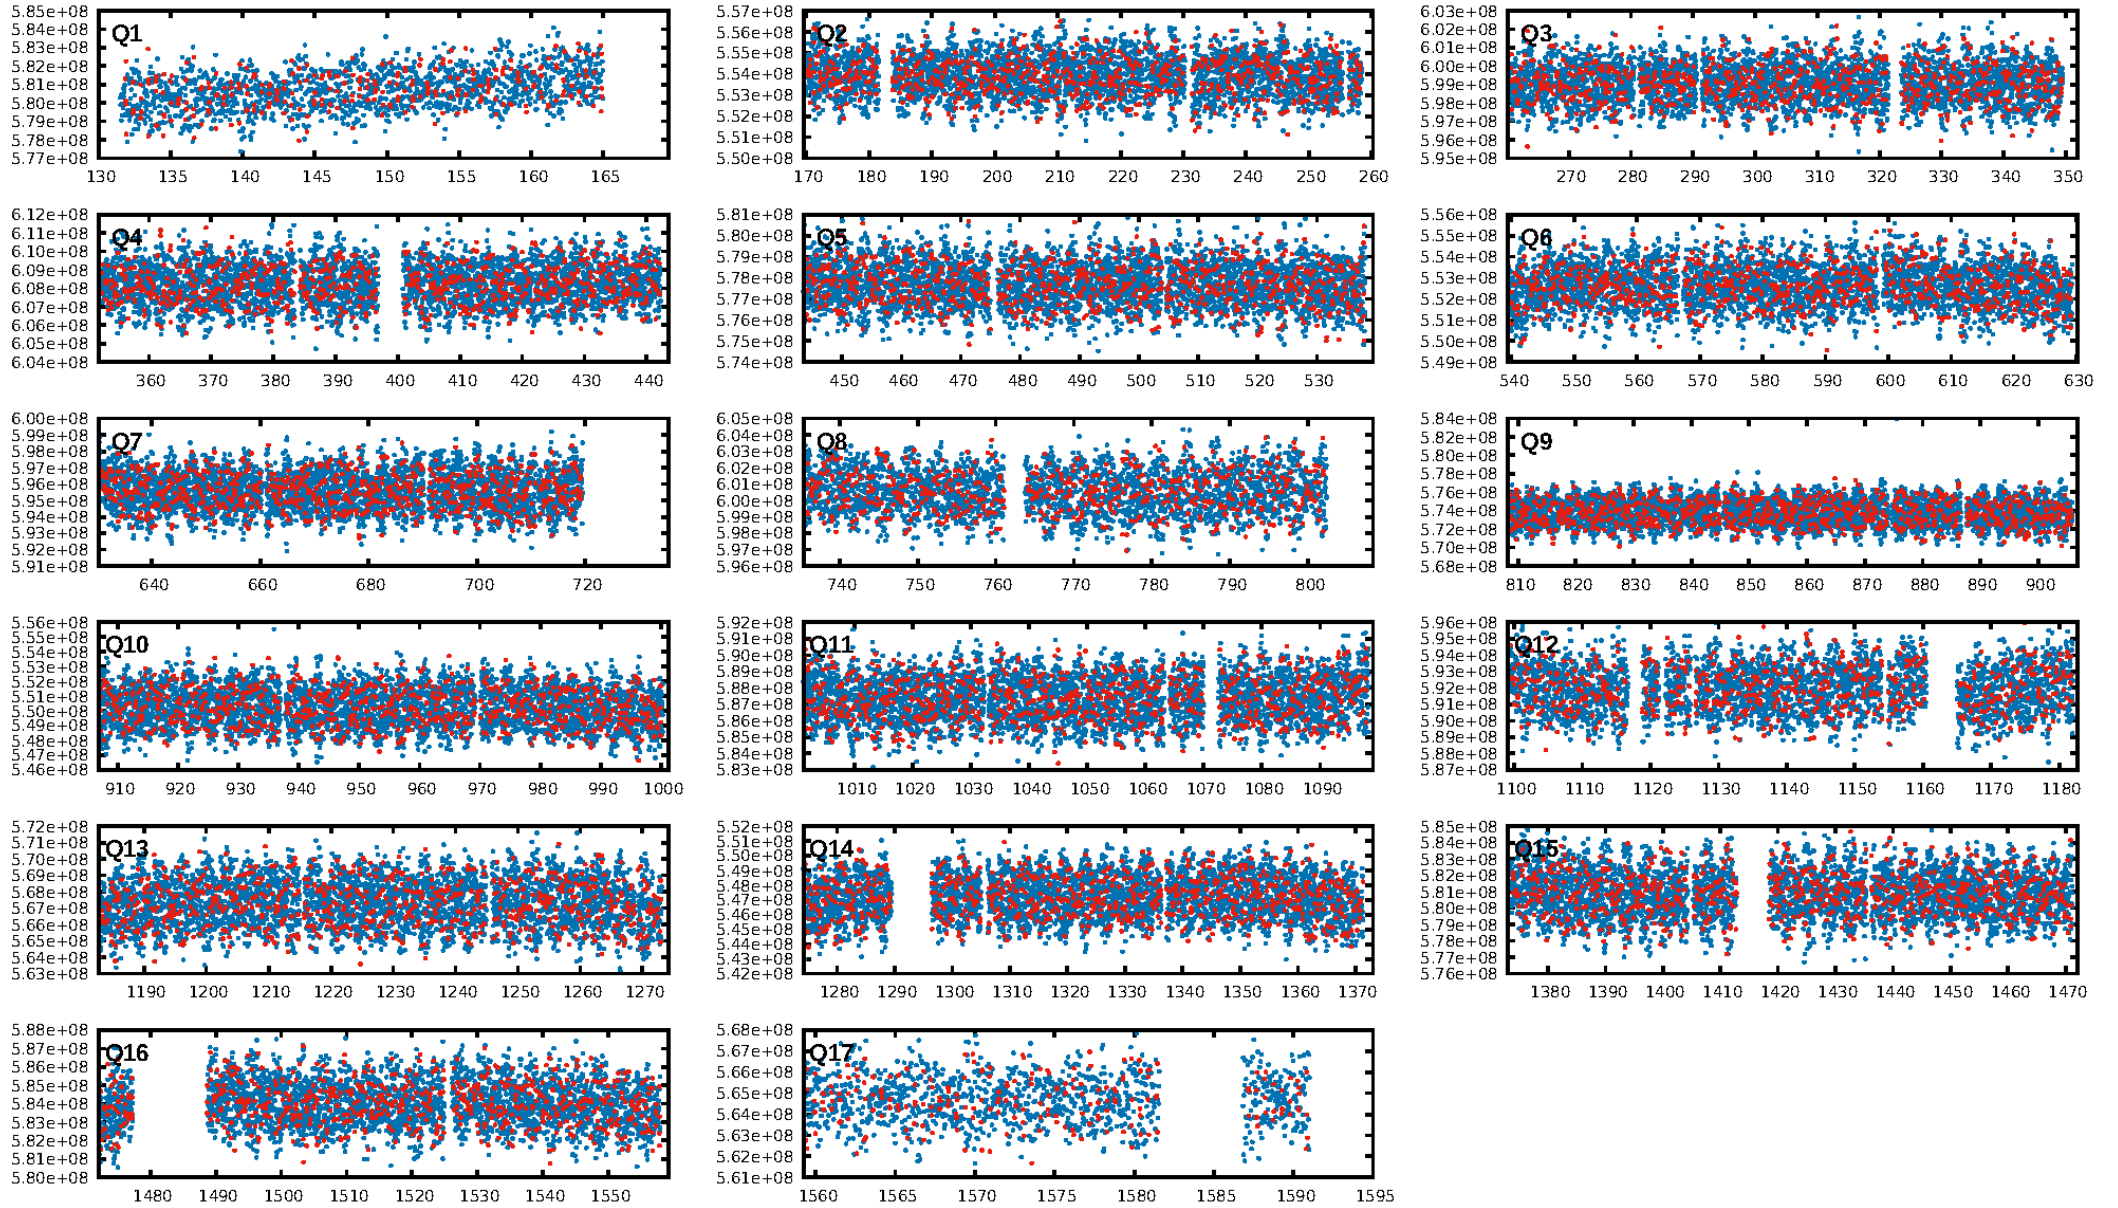 Q1
5.85e+08
5.84e+08
5.83e+08
5.82e+08
5.81e+08
5.80e+08
5.79e+08
5.78e+08
5.77e+08
130 135 140 145 150 155 160 165
Q2
5.57e+08
5.56e+08
5.55e+08
5.54e+08
5.53e+08
5.52e+08
5.51e+08
5.50e+08
170 180 190 200 210 220 230 240 250 260
Q3
6.03e+08
6.02e+08
6.01e+08
6.00e+08
5.99e+08
5.98e+08
5.97e+08
5.96e+08
5.95e+08
270 280 290 300 310 320 330 340 350
Q4
6.12e+08
6.11e+08
6.10e+08
6.09e+08
6.08e+08
6.07e+08
6.06e+08
6.05e+08
6.04e+08
360 370 380 390 400 410 420 430 440
Q5
5.81e+08
5.80e+08
5.79e+08
5.78e+08
5.77e+08
5.76e+08
5.75e+08
5.74e+08
450 460 470 480 490 500 510 520 530
Q6
5.56e+08
5.55e+08
5.54e+08
5.53e+08
5.52e+08
5.51e+08
5.50e+08
5.49e+08
540 550 560 570 580 590 600 610 620 630
Q7
6.00e+08
5.99e+08
5.98e+08
5.97e+08
5.96e+08
5.95e+08
5.94e+08
5.93e+08
5.92e+08
5.91e+08
640 660 680 700 720
Q8
6.05e+08
6.04e+08
6.03e+08
6.02e+08
6.01e+08
6.00e+08
5.99e+08
5.98e+08
5.97e+08
5.96e+08
740 750 760 770 780 790 800
Q9
5.84e+08
5.82e+08
5.80e+08
5.78e+08
5.76e+08
5.74e+08
5.72e+08
5.70e+08
5.68e+08
810 820 830 840 850 860 870 880 890 900
Q10
5.56e+08
5.55e+08
5.54e+08
5.53e+08
5.52e+08
5.51e+08
5.50e+08
5.49e+08
5.48e+08
5.47e+08
5.46e+08
910 920 930 940 950 960 970 980 990 1000
Q11
5.92e+08
5.91e+08
5.90e+08
5.89e+08
5.88e+08
5.87e+08
5.86e+08
5.85e+08
5.84e+08
5.83e+08
1010 1020 1030 1040 1050 1060 1070 1080 1090
Q12
5.96e+08
5.95e+08
5.94e+08
5.93e+08
5.92e+08
5.91e+08
5.90e+08
5.89e+08
5.88e+08
5.87e+08
1100 1110 1120 1130 1140 1150 1160 1170 1180
Q13
5.72e+08
5.71e+08
5.70e+08
5.69e+08
5.68e+08
5.67e+08
5.66e+08
5.65e+08
5.64e+08
5.63e+08
1190 1200 1210 1220 1230 1240 1250 1260 1270
Q14
5.52e+08
5.51e+08
5.50e+08
5.49e+08
5.48e+08
5.47e+08
5.46e+08
5.45e+08
5.44e+08
5.43e+08
5.42e+08
1280 1290 1300 1310 1320 1330 1340 1350 1360 1370
Q15
5.85e+08
5.84e+08
5.83e+08
5.82e+08
5.81e+08
5.80e+08
5.79e+08
5.78e+08
5.77e+08
5.76e+08
1380 1390 1400 1410 1420 1430 1440 1450 1460 1470
Q16
5.88e+08
5.87e+08
5.86e+08
5.85e+08
5.84e+08
5.83e+08
5.82e+08
5.81e+08
5.80e+08
1480 1490 1500 1510 1520 1530 1540 1550
Q17
5.68e+08
5.67e+08
5.66e+08
5.65e+08
5.64e+08
5.63e+08
5.62e+08
5.61e+08
1560 1565 1570 1575 1580 1585 1590 1595